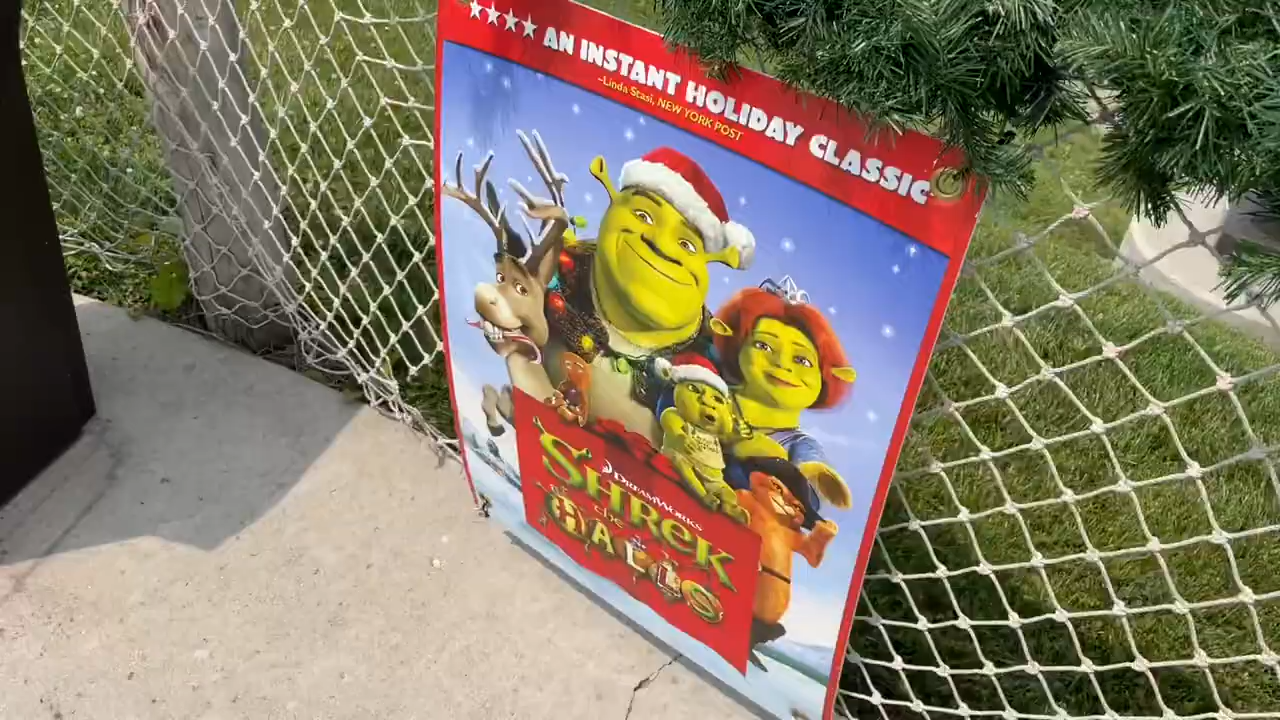 AN INSTANT HOLIDAY CLASSIC
-Linda Stasi, NEW YORK POST
DREAMWORKS
SHREK
the
HALLS